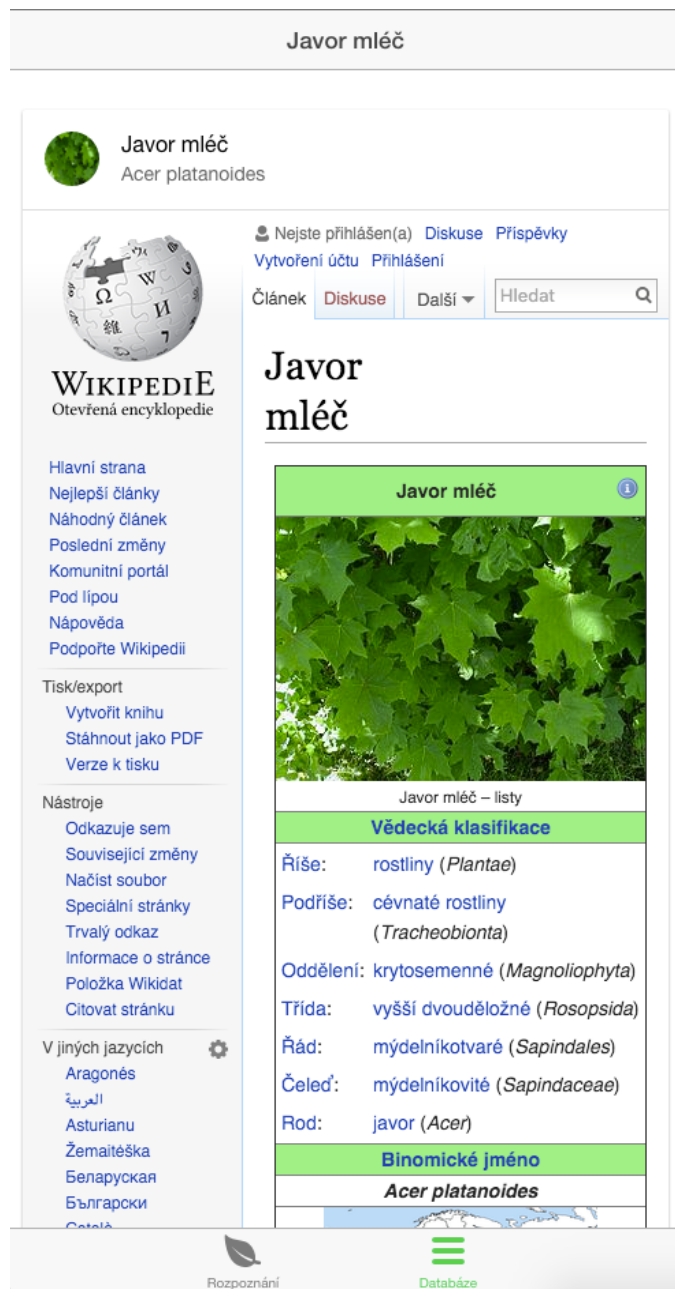 Javor mléč
Javor mléč
Acer platanoides
WIKIPEDIE
Otevřená encyklopedie
Hlavní strana
Nejlepší články
Náhodný článek
Poslední změny
Komunitní portál
Pod lípou
Nápověda
Podpořte Wikipedii
Tisk/export
Vytvořit knihu
Stáhnout jako PDF
Verze k tisku
Nástroje
Odkazuje sem
Související změny
Načíst soubor
Speciální stránky
Trvalý odkaz
Informace o stránce
Položka Wikidat
Citovat stránku
V jiných jazycích
Aragonés
العربية
Asturianu
Žemaitėška
Беларуская
Български
Català
Nejste přihlášen(a) Diskuse Příspěvky
Vytvoření účtu Přihlášení
Článek Diskuse Další Hledat
Javor
mléč
Javor mléč
Javor mléč – listy
Vědecká klasifikace
Říše: rostliny (Plantae)
Podříše: cévnaté rostliny
(Tracheobionta)
Oddělení: krytosemenné (Magnoliophyta)
Třída: vyšší dvouděložné (Rosopsida)
Řád: mýdelníkotvaré (Sapindales)
Čeleď: mýdelníkovité (Sapindaceae)
Rod: javor (Acer)
Binomické jméno
Acer platanoides
Rozpoznání
Databáze